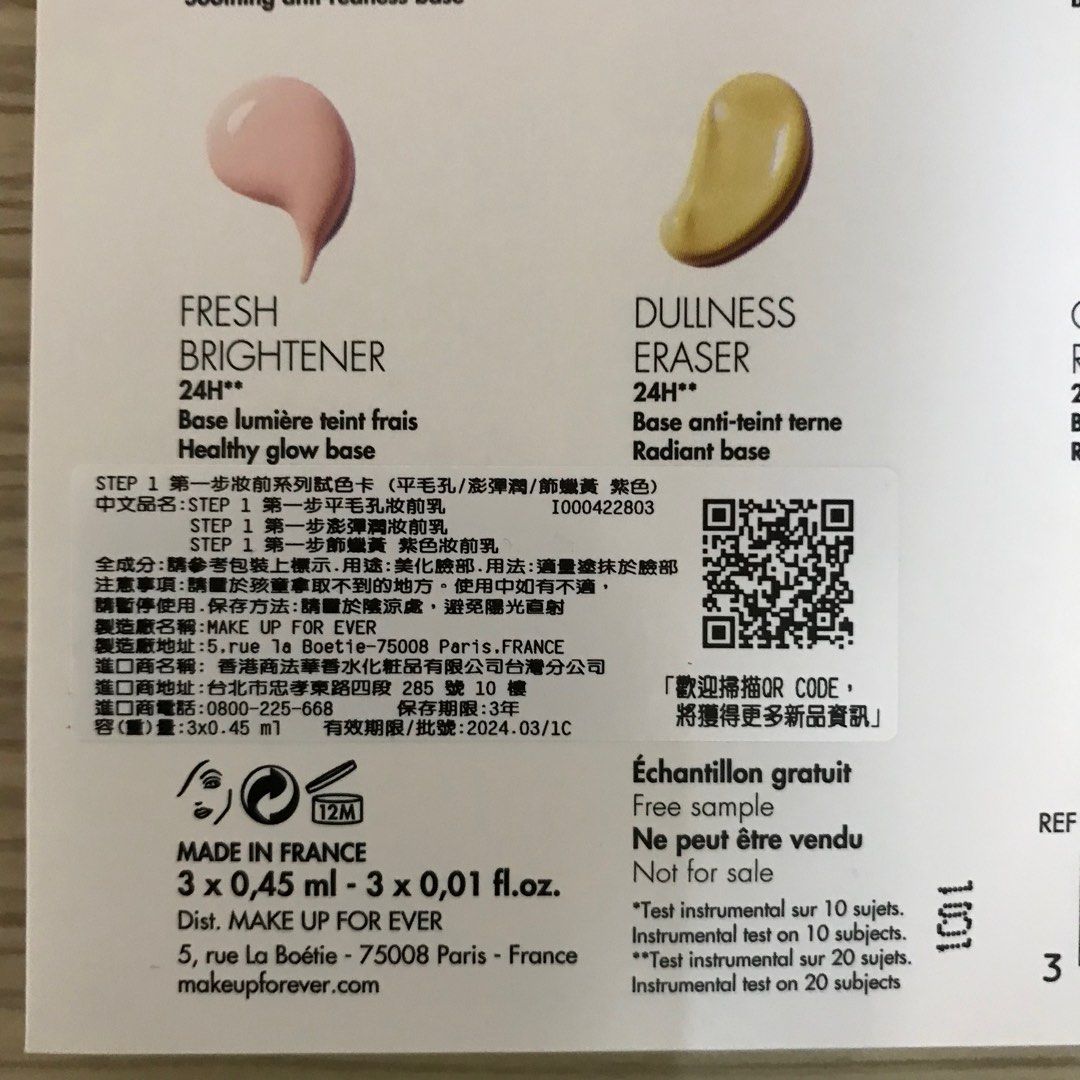 Soothing anti-redness base
FRESH
BRIGHTENER
24H**
Base lumière teint frais
Healthy glow base
DULLNESS
ERASER
24H**
Base anti-teint terne
Radiant base
STEP 1 第一步妝前系列試色卡 (平毛孔/澎彈潤/飾蠟黃 紫色)
中文品名:STEP 1 第一步平毛孔妝前乳 I000422803
STEP 1 第一步澎彈潤妝前乳
STEP 1 第一步飾蠟黃 紫色妝前乳
全成分:請參考包裝上標示.用途:美化臉部.用法:適量塗抹於臉部
注意事項:請置於孩童拿取不到的地方。使用中如有不適,
請暫停使用.保存方法:請置於陰涼處,避免陽光直射
製造廠名稱:MAKE UP FOR EVER
製造廠地址:5.rue la Boetie-75008 Paris.FRANCE
進口商名稱: 香港商法華香水化粧品有限公司台灣分公司
進口商地址:台北市忠孝東路四段 285 號 10 樓
進口商電話:0800-225-668 保存期限:3年
容(重)量:3x0.45 ml 有效期限/批號:2024.03/1C
「歡迎掃描QR CODE,
將獲得更多新品資訊」
12M
MADE IN FRANCE
3 x 0,45 ml - 3 x 0,01 fl.oz.
Dist. MAKE UP FOR EVER
5, rue La Boétie - 75008 Paris - France
makeupforever.com
Échantillon gratuit
Free sample
Ne peut être vendu
Not for sale
*Test instrumental sur 10 sujets.
Instrumental test on 10 subjects.
**Test instrumental sur 20 sujets.
Instrumental test on 20 subjects
REF
3